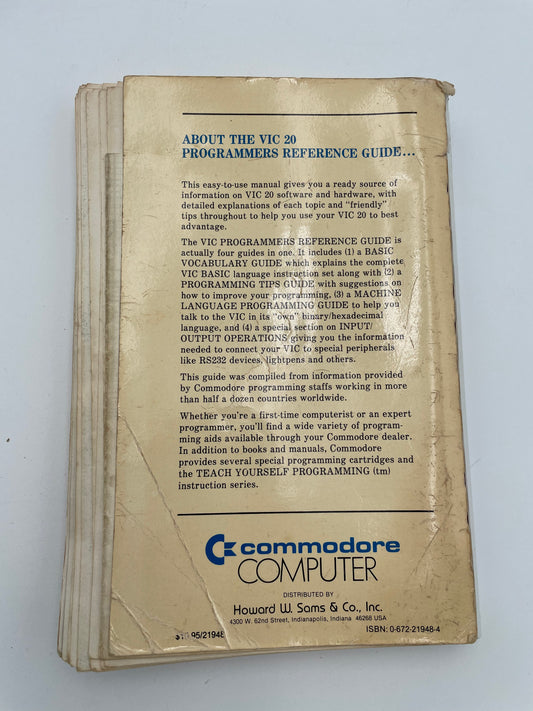 ABOUT THE VIC 20
PROGRAMMERS REFERENCE GUIDE...
This easy-to-use manual gives you a ready source of
information on VIC 20 software and hardware, with
detailed explanations of each topic and "friendly"
tips throughout to help you use your VIC 20 to best
advantage.
The VIC PROGRAMMERS REFERENCE GUIDE is
actually four guides in one. It includes (1) a BASIC
VOCABULARY GUIDE which explains the complete
VIC BASIC language instruction set along with (2) a
PROGRAMMING TIPS GUIDE with suggestions on
how to improve your programming, (3) a MACHINE
LANGUAGE PROGRAMMING GUIDE to help you
talk to the VIC in its "own" binary/hexadecimal
language, and (4) a special section on INPUT/
OUTPUT OPERATIONS giving you the information
needed to connect your VIC to special peripherals
like RS232 devices, lightpens and others.
This guide was compiled from information provided
by Commodore programming staffs working in more
than half a dozen countries worldwide.
Whether you're a first-time computerist or an expert
programmer, you'll find a wide variety of program-
ming aids available through your Commodore dealer.
In addition to books and manuals, Commodore
provides several special programming cartridges and
the TEACH YOURSELF PROGRAMMING (tm)
instruction series.
commodore
COMPUTER
DISTRIBUTED BY
Howard W. Sams & Co., Inc.
4300 W. 62nd Street, Indianapolis, Indiana 46268 USA
ISBN: 0-672-21948-4